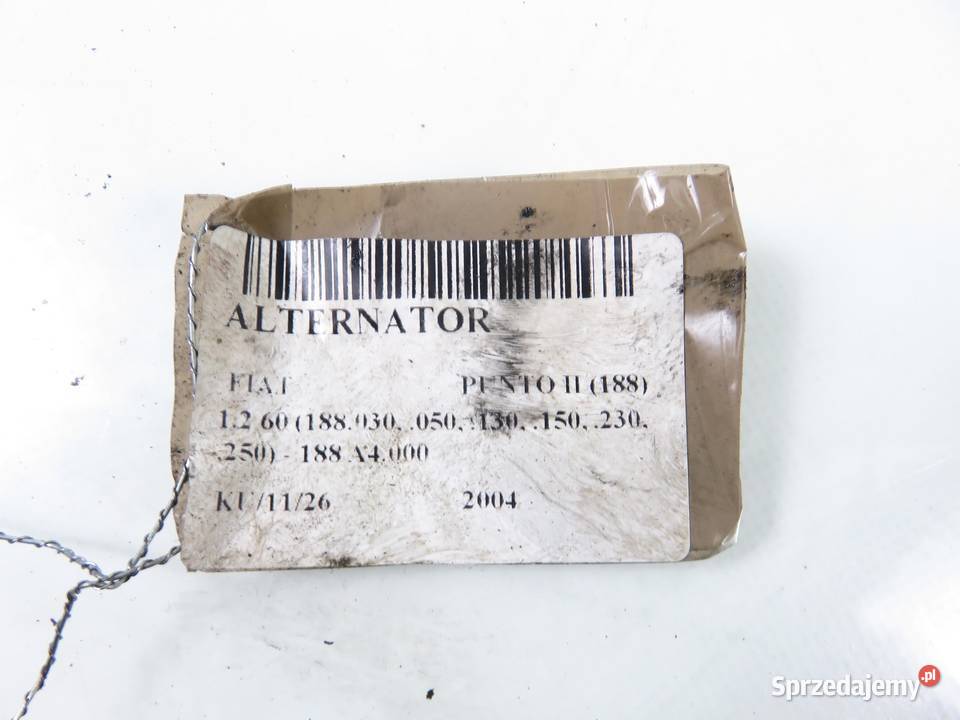 ALTERNATOR
FIAT PUNTO II (188)
1.2 60 (188.030, .050, .130, .150, .230,
.250) - 188 A4.000
KU/11/26 2004
Sprzedajemy.pl